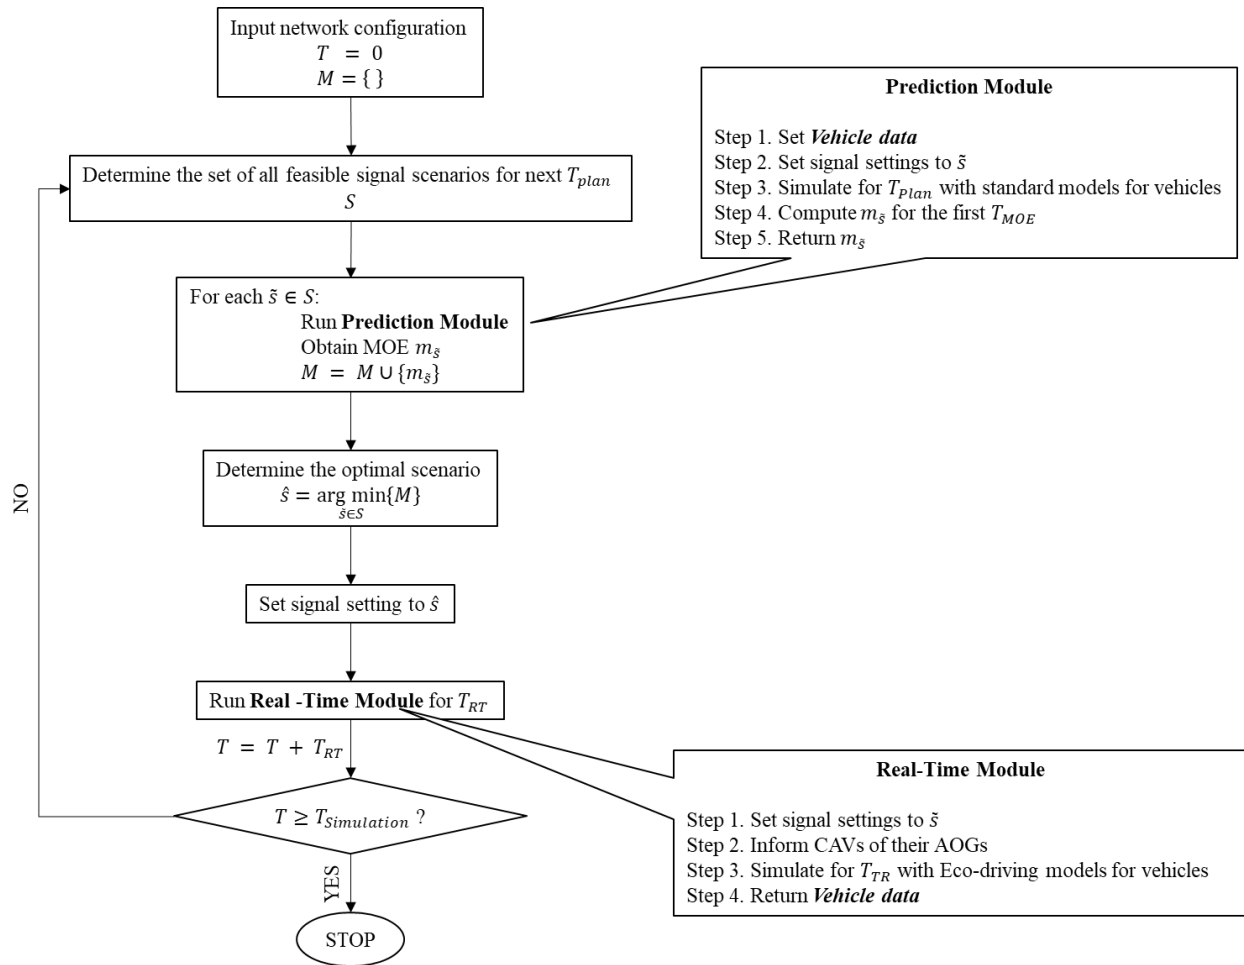 Input network configuration
T = 0
M = { }
Determine the set of all feasible signal scenarios for next T_plan
S
For each s̃ ∈ S:
Run Prediction Module
Obtain MOE m_s̃
M = M ∪ {m_s̃}
Determine the optimal scenario
ŝ = arg min{M}
s̃∈S
Set signal setting to ŝ
Run Real -Time Module for T_RT
T = T + T_RT
T ≥ T_Simulation ?
NO
YES
STOP
Prediction Module
Step 1. Set Vehicle data
Step 2. Set signal settings to s̃
Step 3. Simulate for T_Plan with standard models for vehicles
Step 4. Compute m_s̃ for the first T_MOE
Step 5. Return m_s̃
Real-Time Module
Step 1. Set signal settings to s̃
Step 2. Inform CAVs of their AOGs
Step 3. Simulate for T_TR with Eco-driving models for vehicles
Step 4. Return Vehicle data